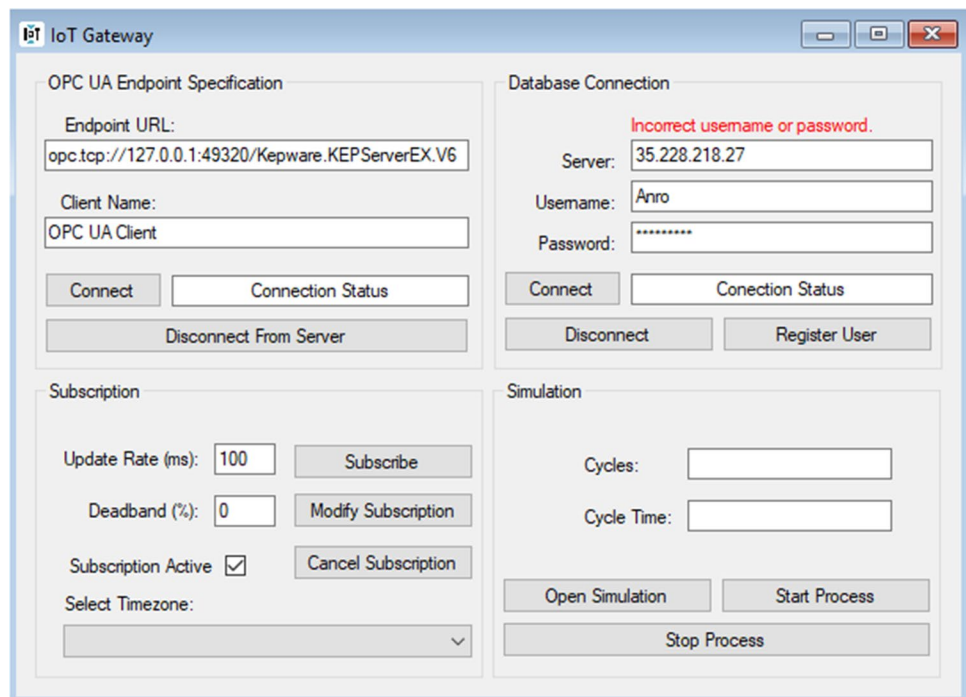 IoT Gateway
OPC UA Endpoint Specification
Endpoint URL:
opc.tcp://127.0.0.1:49320/Kepware.KEPServerEX.V6
Client Name:
OPC UA Client
Connect
Connection Status
Disconnect From Server
Database Connection
Incorrect username or password.
Server: 35.228.218.27
Username: Anro
Password: *********
Connect
Conection Status
Disconnect
Register User
Subscription
Update Rate (ms): 100
Subscribe
Deadband (%): 0
Modify Subscription
Subscription Active
Cancel Subscription
Select Timezone:
Simulation
Cycles:
Cycle Time:
Open Simulation
Start Process
Stop Process